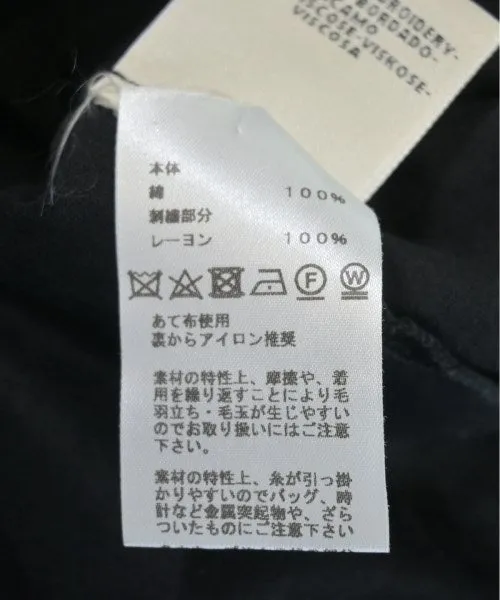 EMBROIDERY-
BORDADO-
CAMO
VISCOSE-VISKOSE-
VISCOSA
本体
綿 100%
刺繍部分
レーヨン 100%
F W
あて布使用
裏からアイロン推奨
素材の特性上、摩擦や、着
用を繰り返すことにより毛
羽立ち・毛玉が生じやすい
のでお取り扱いにはご注意
下さい。
素材の特性上、糸が引っ掛
かりやすいのでバッグ、時
計など金属突起物や、ざら
ついたものにご注意下さい